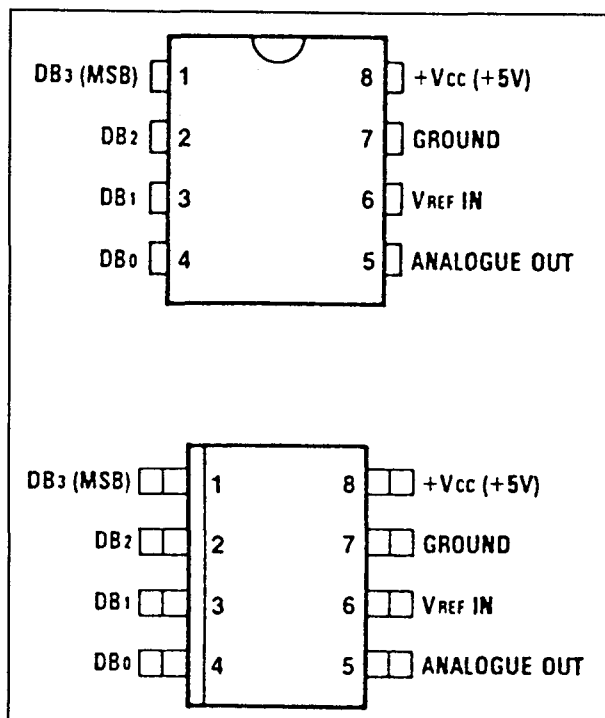 DB3 (MSB) 1 8 +Vcc (+5V)
DB2 2 7 GROUND
DB1 3 6 VREF IN
DB0 4 5 ANALOGUE OUT
DB3 (MSB) 1 8 +Vcc (+5V)
DB2 2 7 GROUND
DB1 3 6 VREF IN
DB0 4 5 ANALOGUE OUT